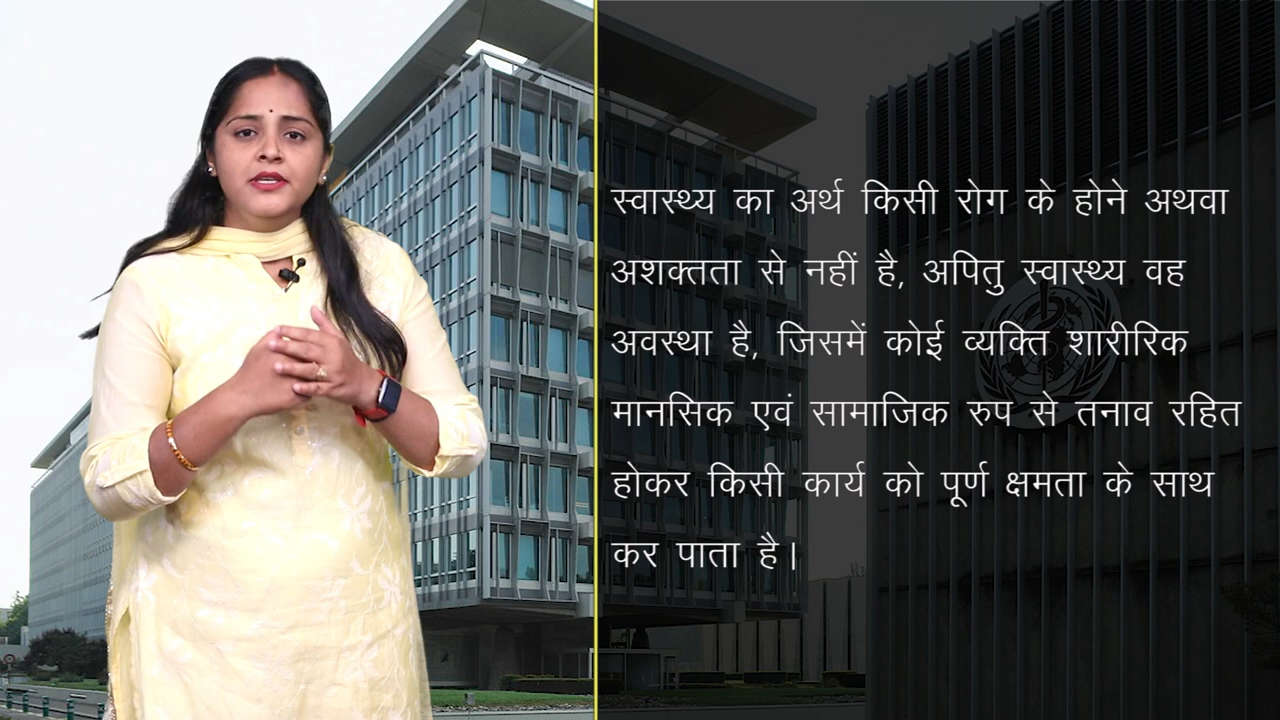 स्वास्थ्य का अर्थ किसी रोग के होने अथवा
अशक्तता से नहीं है, अपितु स्वास्थ्य वह
अवस्था है, जिसमें कोई व्यक्ति शारीरिक
मानसिक एवं सामाजिक रुप से तनाव रहित
होकर किसी कार्य को पूर्ण क्षमता के साथ
कर पाता है।